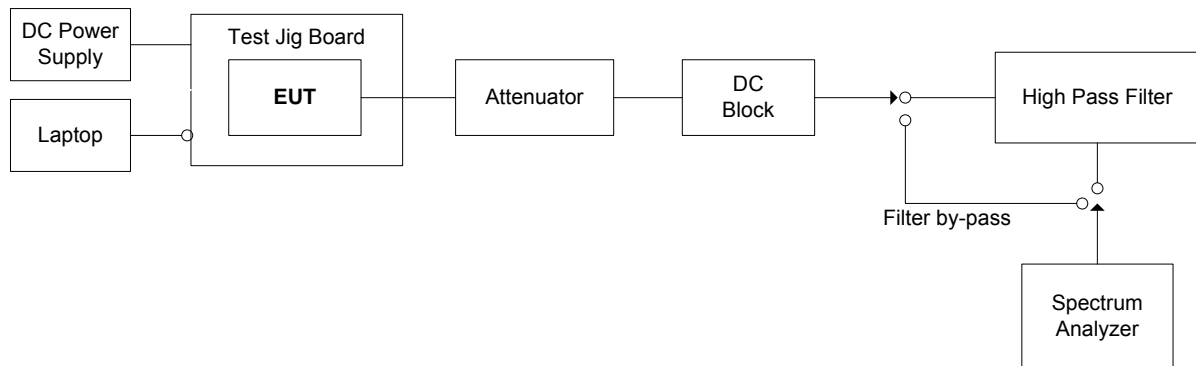 DC Power
Supply
Laptop
Test Jig Board
EUT
Attenuator
DC
Block
High Pass Filter
Filter by-pass
Spectrum
Analyzer